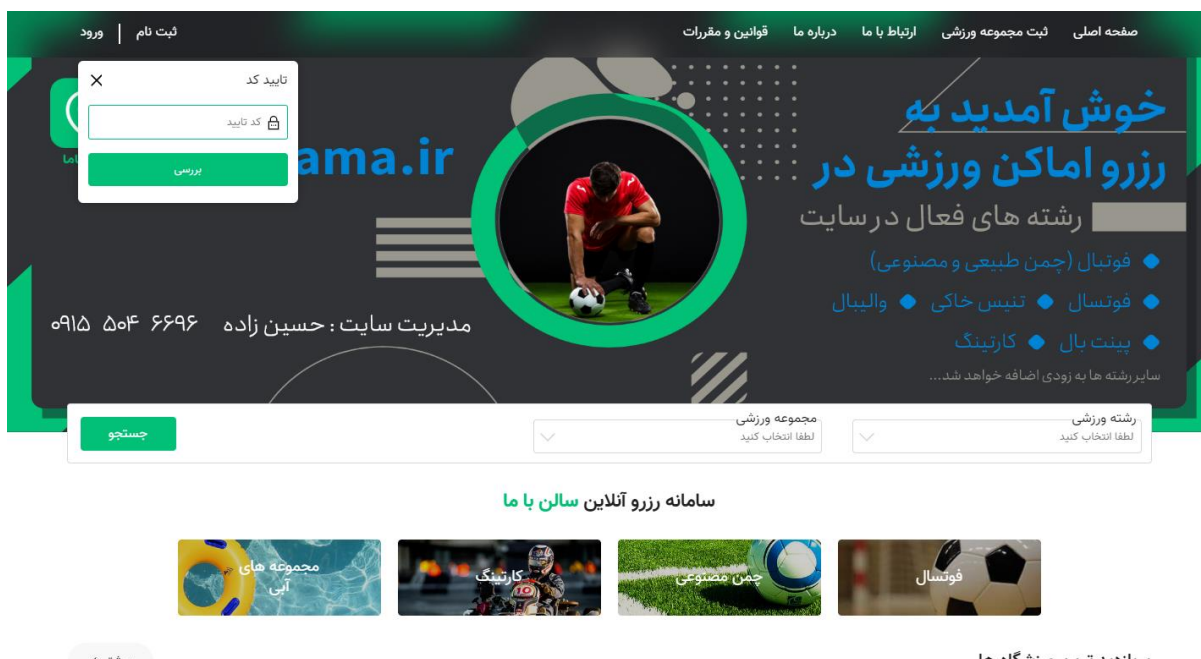 صفحه اصلی
ثبت مجموعه ورزشی
ارتباط با ما
درباره ما
قوانین و مقررات
ثبت نام
ورود
تایید کد
کد تایید
بررسی
خوش آمدید به
رزرو اماکن ورزشی در
ama.ir
رشته های فعال در سایت
فوتبال (چمن طبیعی و مصنوعی)
فوتسال ◆ تنیس خاکی ◆ والیبال
پینت بال ◆ کارتینگ
سایر رشته ها به زودی اضافه خواهد شد...
مدیریت سایت : حسین زاده ۰۹۱۵ ۵۰۴ ۶۶۹۶
رشته ورزشی
لطفا انتخاب کنید
مجموعه ورزشی
لطفا انتخاب کنید
جستجو
سامانه رزرو آنلاین سالن با ما
فوتسال
چمن مصنوعی
کارتینگ
مجموعه های
آبی